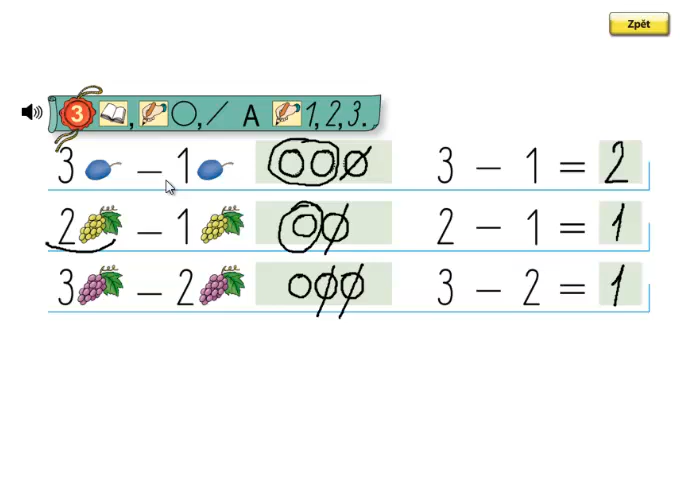 Zpět
3 , , / A 1, 2, 3.
3 – 1 3 – 1 = 2
2 – 1 2 – 1 = 1
3 – 2 3 – 2 = 1